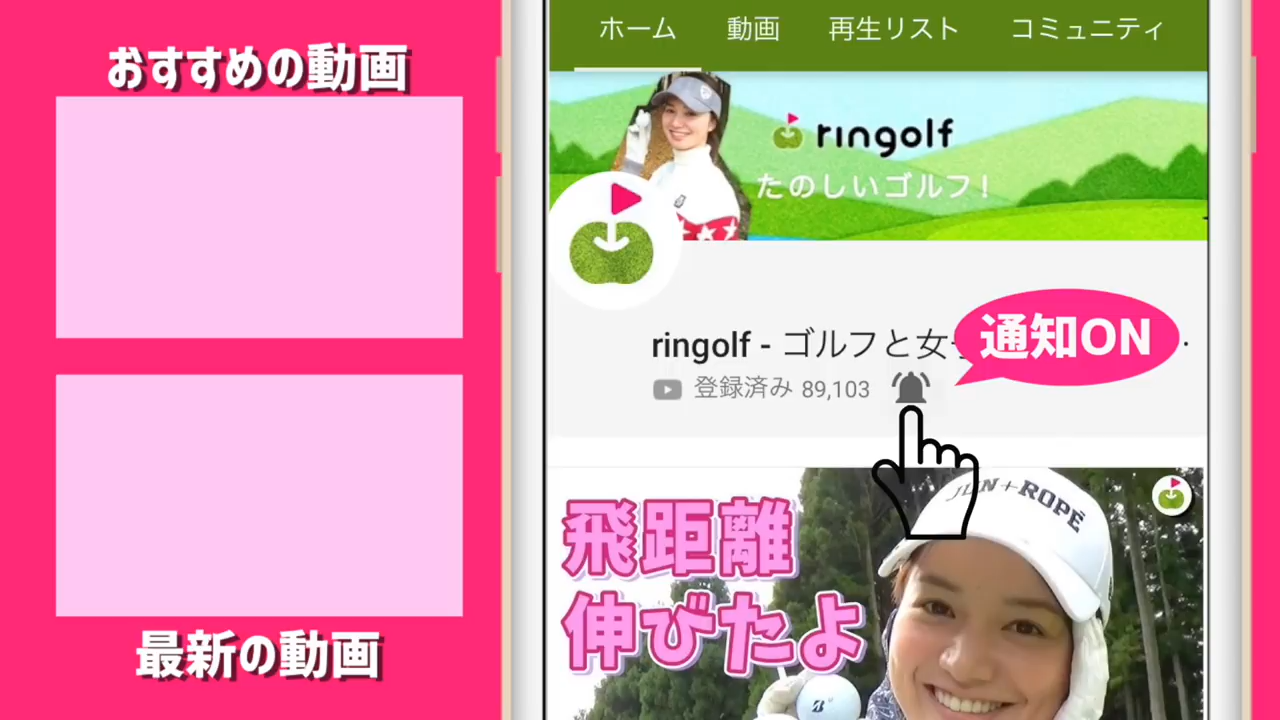 おすすめの動画
最新の動画
ホーム 動画 再生リスト コミュニティ
ringolf
たのしいゴルフ！
ringolf - ゴルフと女
通知ON
登録済み 89,103
飛距離
伸びたよ
JUN+ROPÉ
B